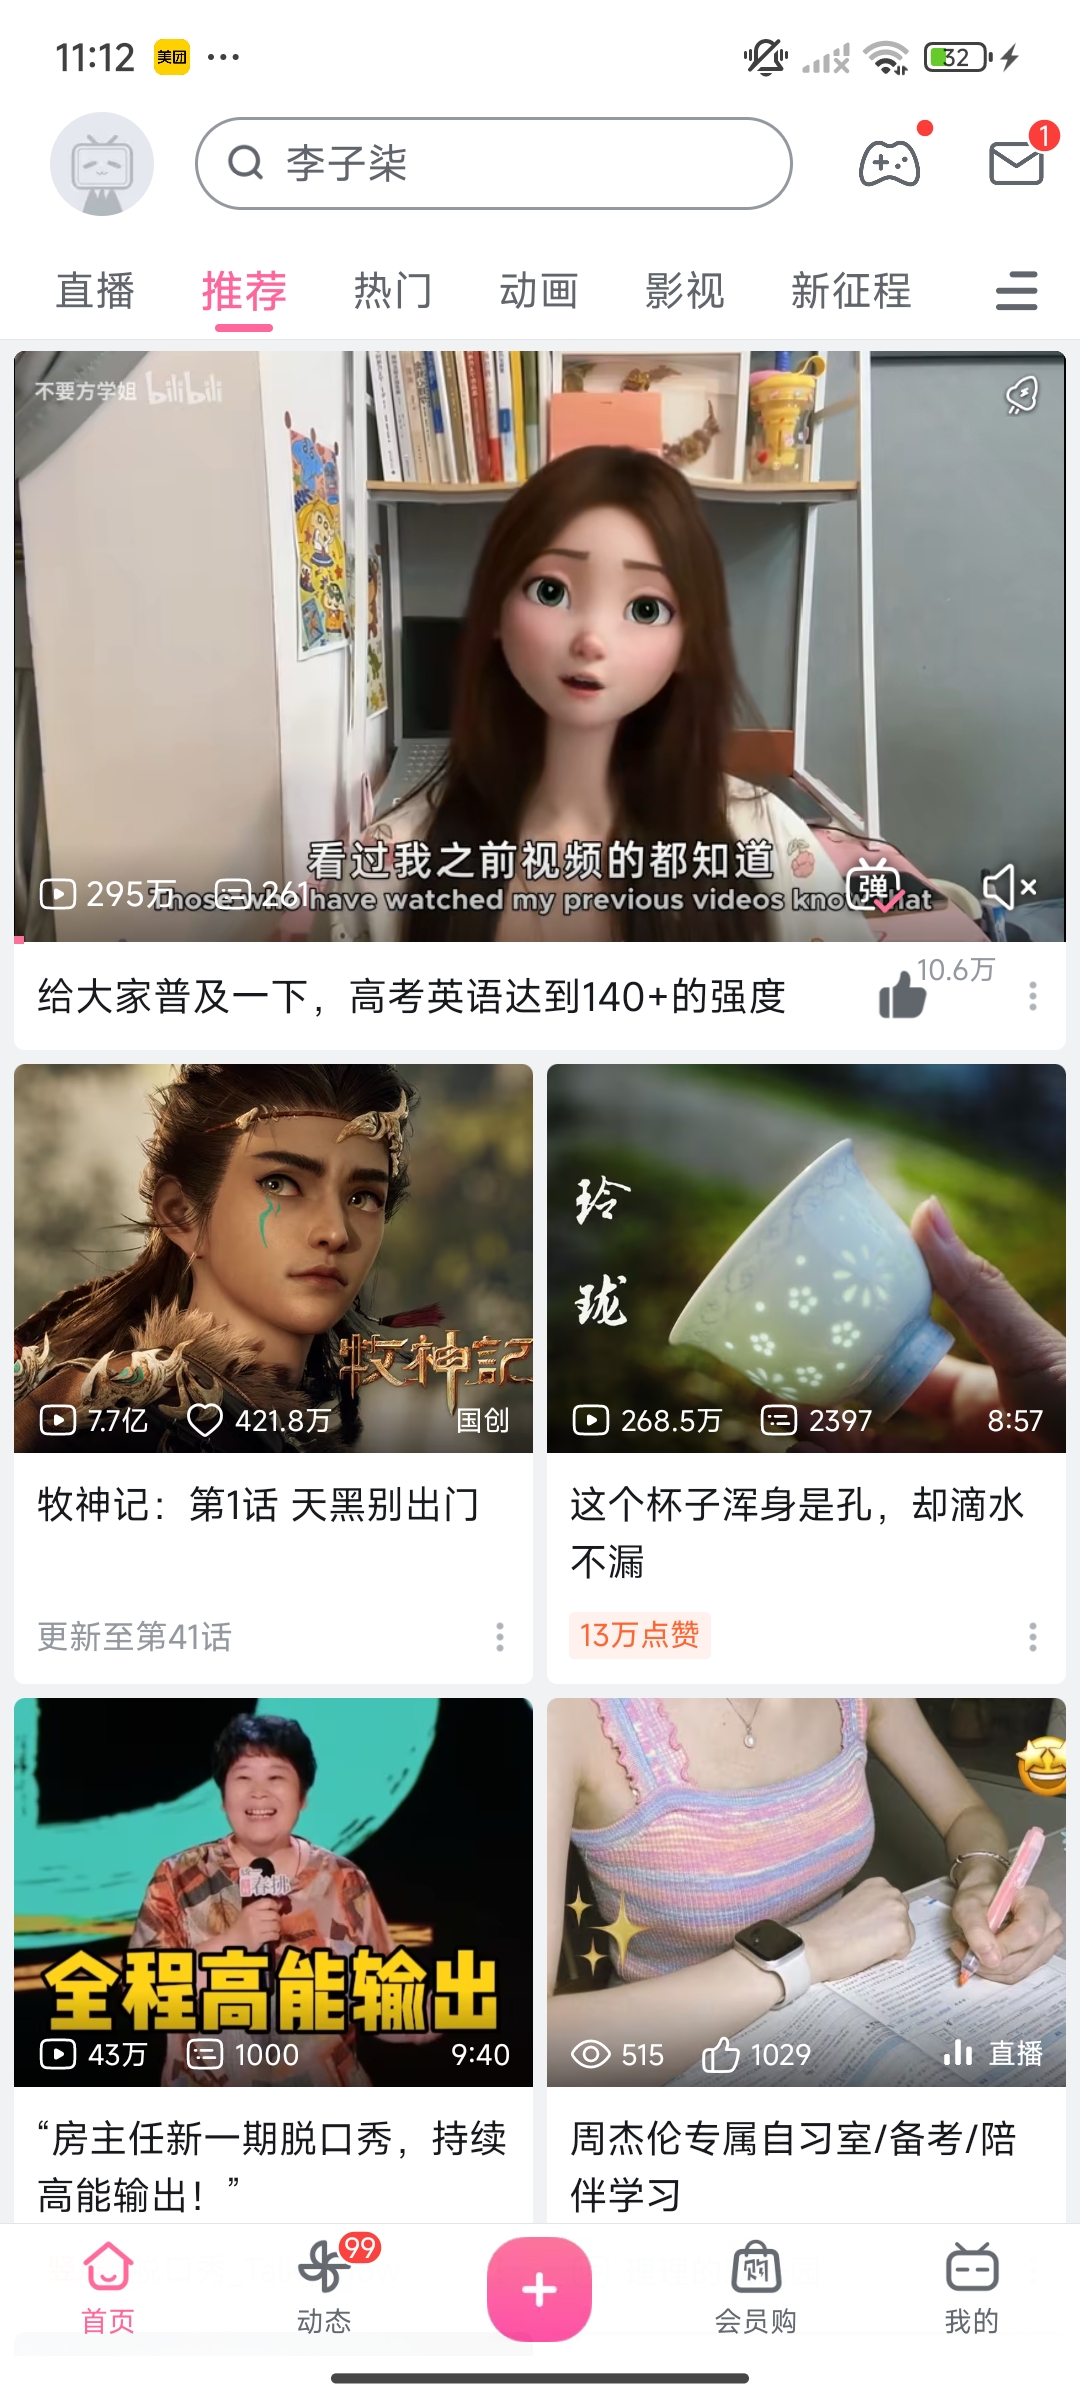 11:12 美团 ...
32
李子柒
1
直播 推荐 热门 动画 影视 新征程
不要方学姐 bilibili
看过我之前视频的都知道
295万 261 have watched my previous videos
弹
给大家普及一下，高考英语达到140+的强度
10.6万
牧神記
7.7亿 421.8万 国创
牧神记：第1话 天黑别出门
更新至第41话
玲
珑
268.5万 2397 8:57
这个杯子浑身是孔，却滴水
不漏
13万点赞
全程高能输出
43万 1000 9:40
“房主任新一期脱口秀，持续
高能输出！”
515 1029 直播
周杰伦专属自习室/备考/陪
伴学习
首页
99
动态
购
会员购
我的